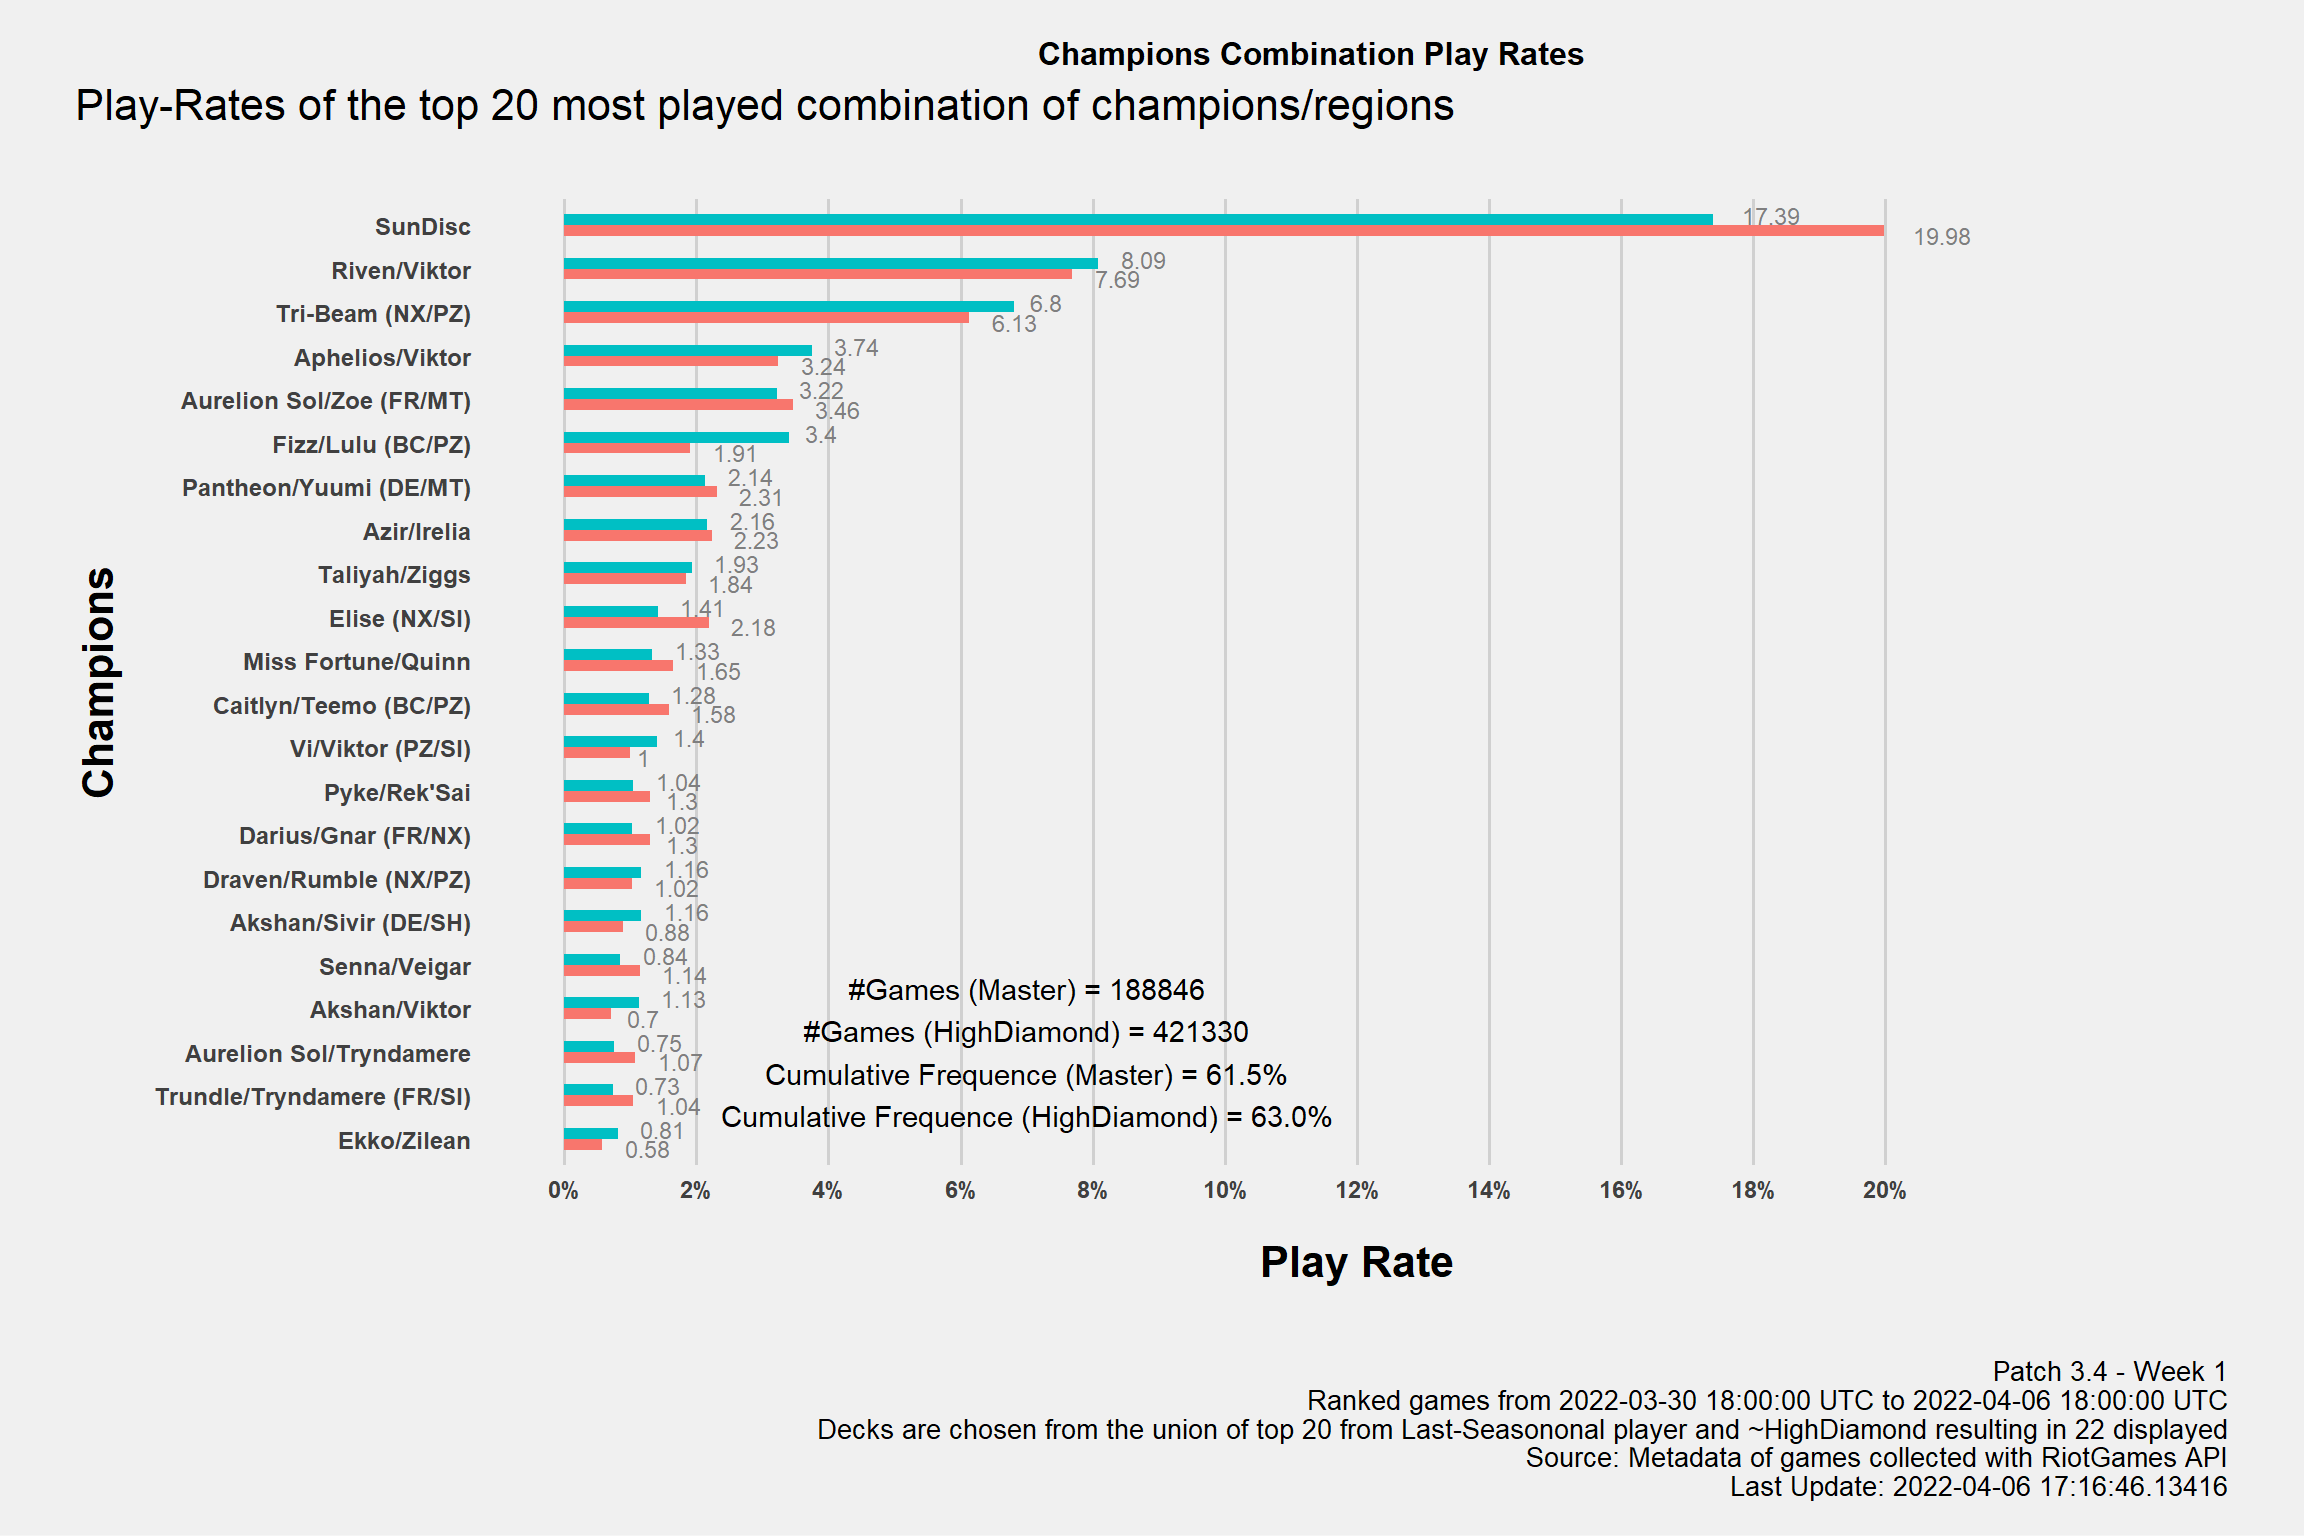 Champions Combination Play Rates
Play-Rates of the top 20 most played combination of champions/regions
Champions
SunDisc
17.39
19.98
Riven/Viktor
8.09
7.69
Tri-Beam (NX/PZ)
6.8
6.13
Aphelios/Viktor
3.74
3.24
Aurelion Sol/Zoe (FR/MT)
3.22
3.46
Fizz/Lulu (BC/PZ)
3.4
1.91
Pantheon/Yuumi (DE/MT)
2.14
2.31
Azir/Irelia
2.16
2.23
Taliyah/Ziggs
1.93
1.84
Elise (NX/SI)
1.41
2.18
Miss Fortune/Quinn
1.33
1.65
Caitlyn/Teemo (BC/PZ)
1.28
1.58
Vi/Viktor (PZ/SI)
1.4
1
Pyke/Rek'Sai
1.04
1.3
Darius/Gnar (FR/NX)
1.02
1.3
Draven/Rumble (NX/PZ)
1.16
1.02
Akshan/Sivir (DE/SH)
1.16
0.88
Senna/Veigar
0.84
1.14
Akshan/Viktor
1.13
0.7
Aurelion Sol/Tryndamere
0.75
1.07
Trundle/Tryndamere (FR/SI)
0.73
1.04
Ekko/Zilean
0.81
0.58
#Games (Master) = 188846
#Games (HighDiamond) = 421330
Cumulative Frequence (Master) = 61.5%
Cumulative Frequence (HighDiamond) = 63.0%
0% 2% 4% 6% 8% 10% 12% 14% 16% 18% 20%
Play Rate
Patch 3.4 - Week 1
Ranked games from 2022-03-30 18:00:00 UTC to 2022-04-06 18:00:00 UTC
Decks are chosen from the union of top 20 from Last-Seasononal player and ~HighDiamond resulting in 22 displayed
Source: Metadata of games collected with RiotGames API
Last Update: 2022-04-06 17:16:46.13416